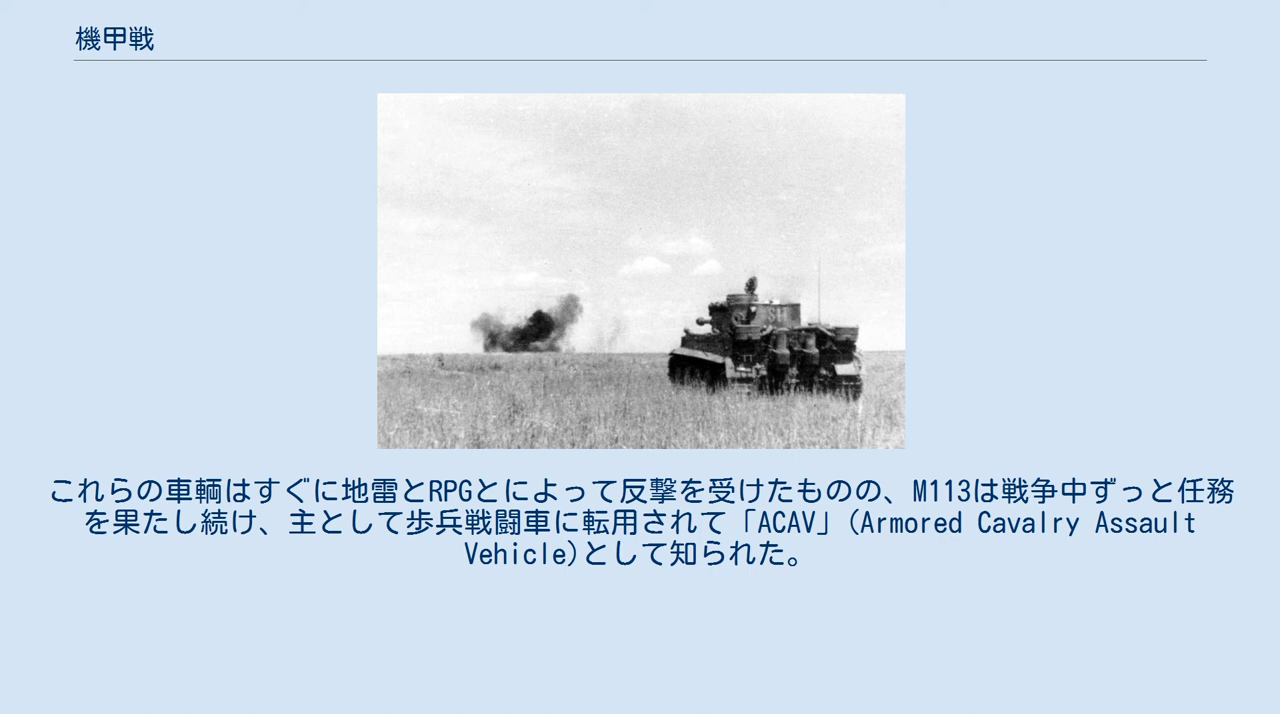 機甲戦
これらの車輌はすぐに地雷とRPGとによって反撃を受けたものの、M113は戦争中ずっと任務
を果たし続け、主として歩兵戦闘車に転用されて「ACAV」(Armored Cavalry Assault
Vehicle)として知られた。